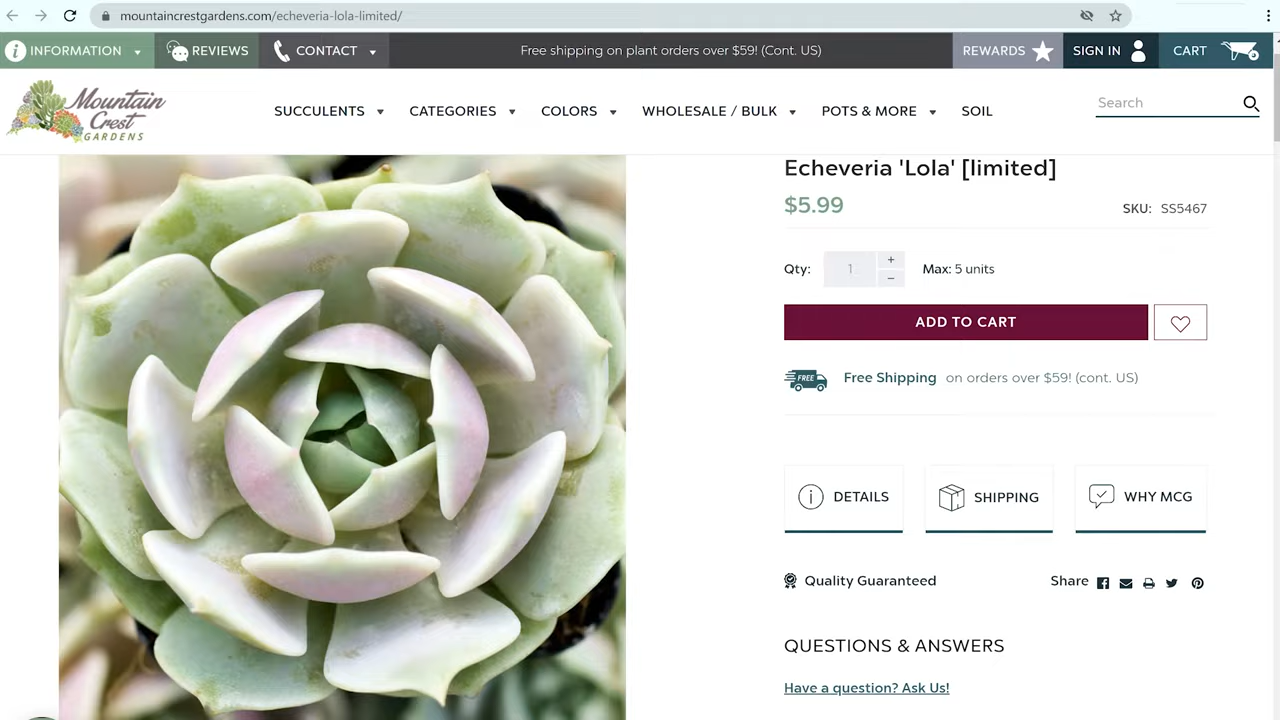 mountaincrestgardens.com/echeveria-lola-limited/
INFORMATION
REVIEWS
CONTACT
Free shipping on plant orders over $59! (Cont. US)
REWARDS
SIGN IN
CART
Mountain
Crest
GARDENS
SUCCULENTS
CATEGORIES
COLORS
WHOLESALE / BULK
POTS & MORE
SOIL
Search
Echeveria 'Lola' [limited]
$5.99
SKU: SS5467
Qty: 1 + - Max: 5 units
ADD TO CART
FREE
Free Shipping on orders over $59! (cont. US)
DETAILS
SHIPPING
WHY MCG
Quality Guaranteed
Share
QUESTIONS & ANSWERS
Have a question? Ask Us!